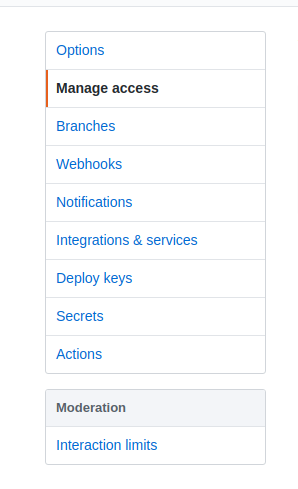 Options
Manage access
Branches
Webhooks
Notifications
Integrations & services
Deploy keys
Secrets
Actions
Moderation
Interaction limits